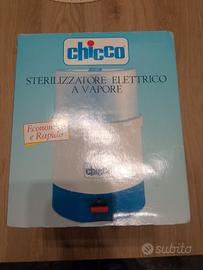 chicco
STERILIZZATORE ELETTRICO
A VAPORE
Economico
e Rapido
chicco
subito